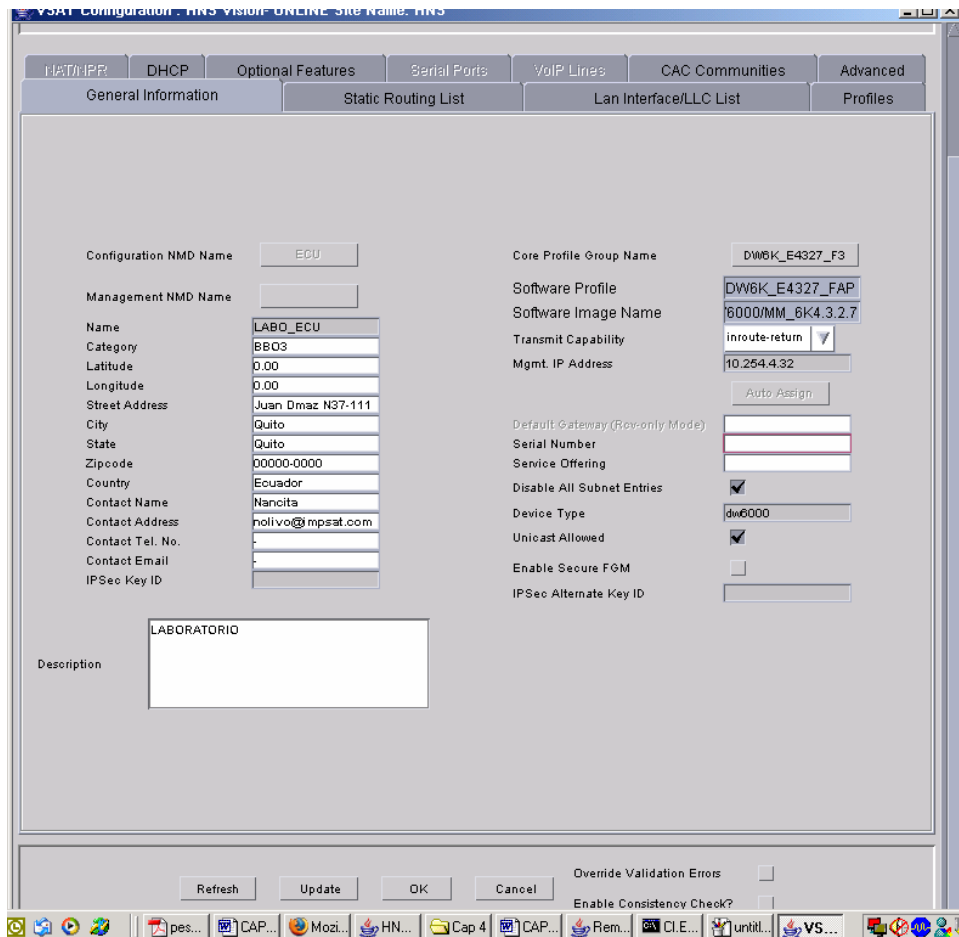 VSAT Configuration : HNS Vision- ONLINE Site Name: HNS
NAT/NPR DHCP Optional Features Serial Ports VoIP Lines CAC Communities Advanced
General Information Static Routing List Lan Interface/LLC List Profiles
Configuration NMD Name ECU
Management NMD Name
Name LABO_ECU
Category BBO3
Latitude 0.00
Longitude 0.00
Street Address Juan Dmaz N37-111
City Quito
State Quito
Zipcode 00000-0000
Country Ecuador
Contact Name Nancita
Contact Address nolivo@impsat.com
Contact Tel. No. -
Contact Email -
IPSec Key ID
Core Profile Group Name DW6K_E4327_F3
Software Profile DW6K_E4327_FAP
Software Image Name '6000/MM_6K4.3.2.7
Transmit Capability inroute-return
Mgmt. IP Address 10.254.4.32
Auto Assign
Default Gateway (Rcv-only Mode)
Serial Number
Service Offering
Disable All Subnet Entries
Device Type dw6000
Unicast Allowed
Enable Secure FGM
IPSec Alternate Key ID
Description LABORATORIO
Refresh Update OK Cancel
Override Validation Errors
Enable Consistency Check?
pes... CAP... Mozi... HN... Cap 4 CAP... Rem... CI.E... untitl... VS...